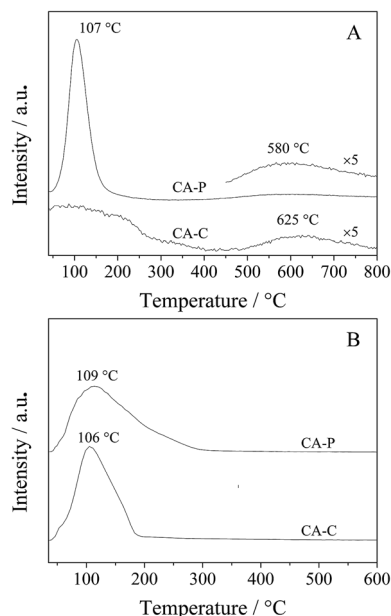 107 °C
A
Intensity / a.u.
580 °C
×5
CA-P
CA-C
625 °C
×5
100 200 300 400 500 600 700 800
Temperature / °C
B
109 °C
Intensity / a.u.
106 °C
CA-P
CA-C
100 200 300 400 500 600
Temperature / °C